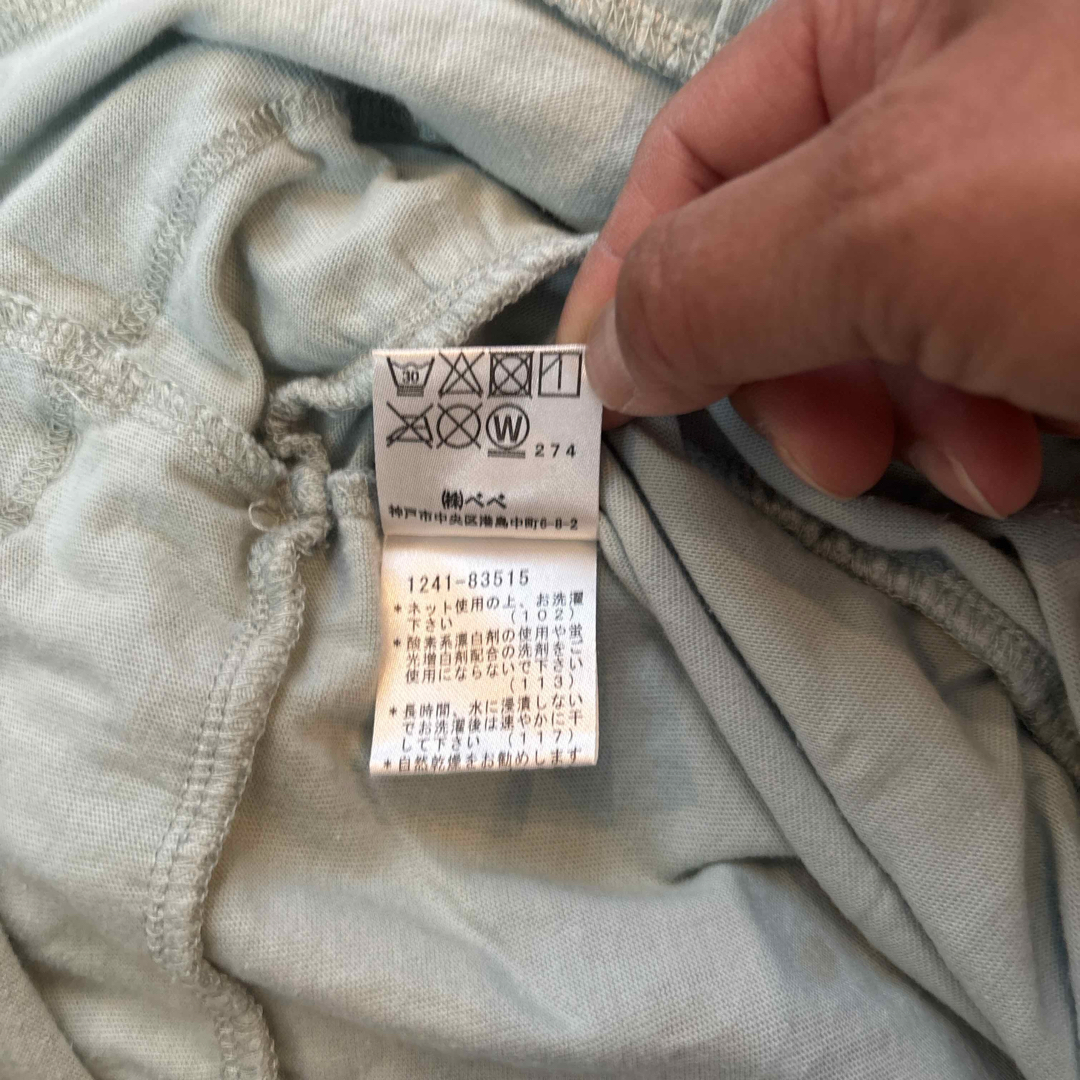 30
W
274
㈱べべ
神戸市中央区港島中町6-8-2
1241-83515
*ネット使用の上、お洗濯
下さい (102)
*酸素系漂白剤の使用や蛍
光増白剤配合の洗剤はご
使用にならないで下さい
(113)
*長時間、水に浸漬しない
でお洗濯後は速やかに干
して下さい (117)
*自然乾燥をお勧めします